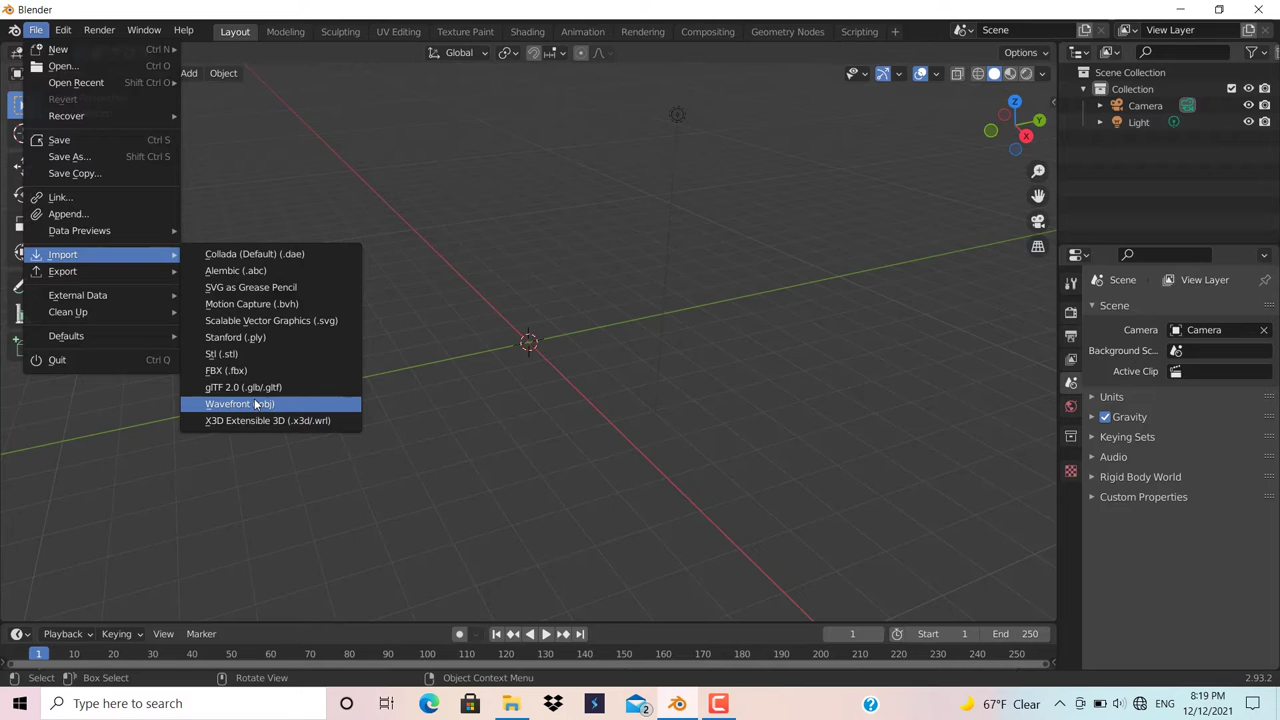 Blender
File Edit Render Window Help Layout Modeling Sculpting UV Editing Texture Paint Shading Animation Rendering Compositing Geometry Nodes Scripting + Scene View Layer
Global Options
Add Object
New Ctrl N
Open... Ctrl O
Open Recent Shift Ctrl O
Revert
Recover
Save Ctrl S
Save As... Shift Ctrl S
Save Copy...
Link...
Append...
Data Previews
Import
Export
External Data
Clean Up
Defaults
Quit Ctrl Q
Collada (Default) (.dae)
Alembic (.abc)
SVG as Grease Pencil
Motion Capture (.bvh)
Scalable Vector Graphics (.svg)
Stanford (.ply)
Stl (.stl)
FBX (.fbx)
glTF 2.0 (.glb/.gltf)
Wavefront (.obj)
X3D Extensible 3D (.x3d/.wrl)
Z
Y
X
Scene Collection
Collection
Camera
Light
Scene View Layer
Scene
Camera Camera
Background Sc...
Active Clip
Units
Gravity
Keying Sets
Audio
Rigid Body World
Custom Properties
Playback Keying View Marker 1 Start 1 End 250
1 10 20 30 40 50 60 70 80 90 100 110 120 130 140 150 160 170 180 190 200 210 220 230 240 250
Select Box Select Rotate View Object Context Menu 2.93.2
Type here to search 2 67°F Clear ENG 8:19 PM
12/12/2021